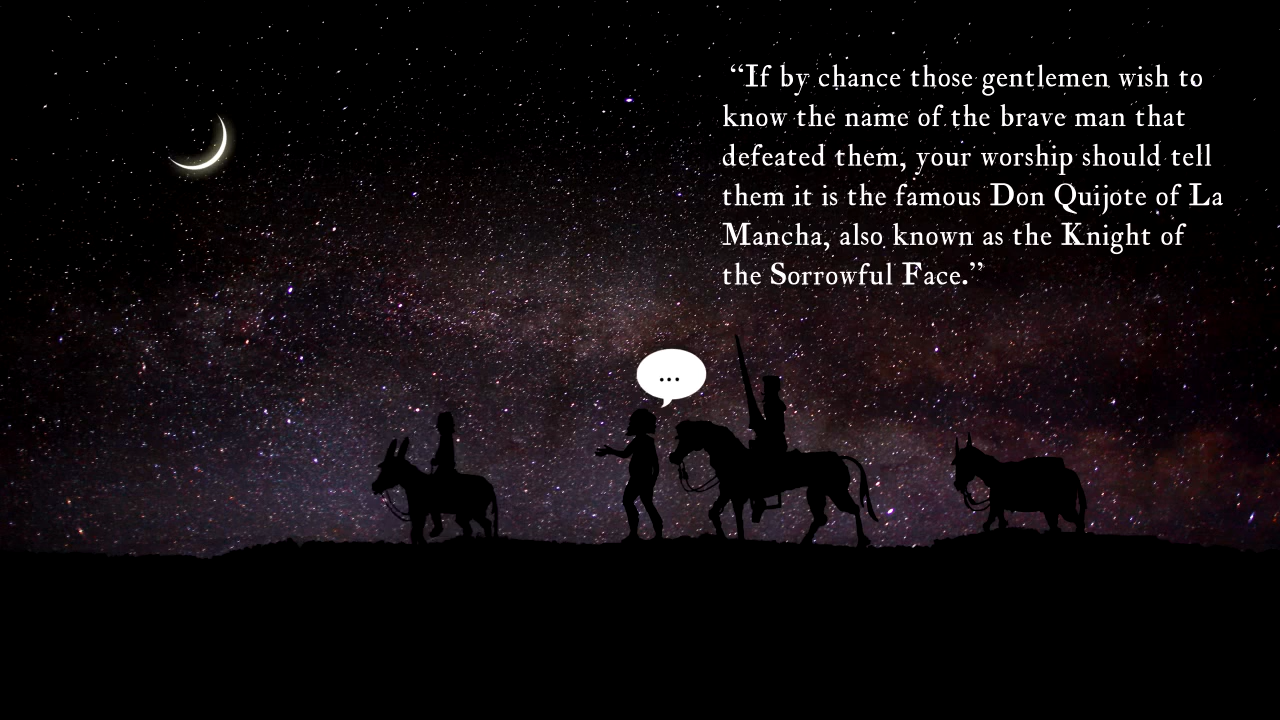 “If by chance those gentlemen wish to
know the name of the brave man that
defeated them, your worship should tell
them it is the famous Don Quijote of La
Mancha, also known as the Knight of
the Sorrowful Face.”
...